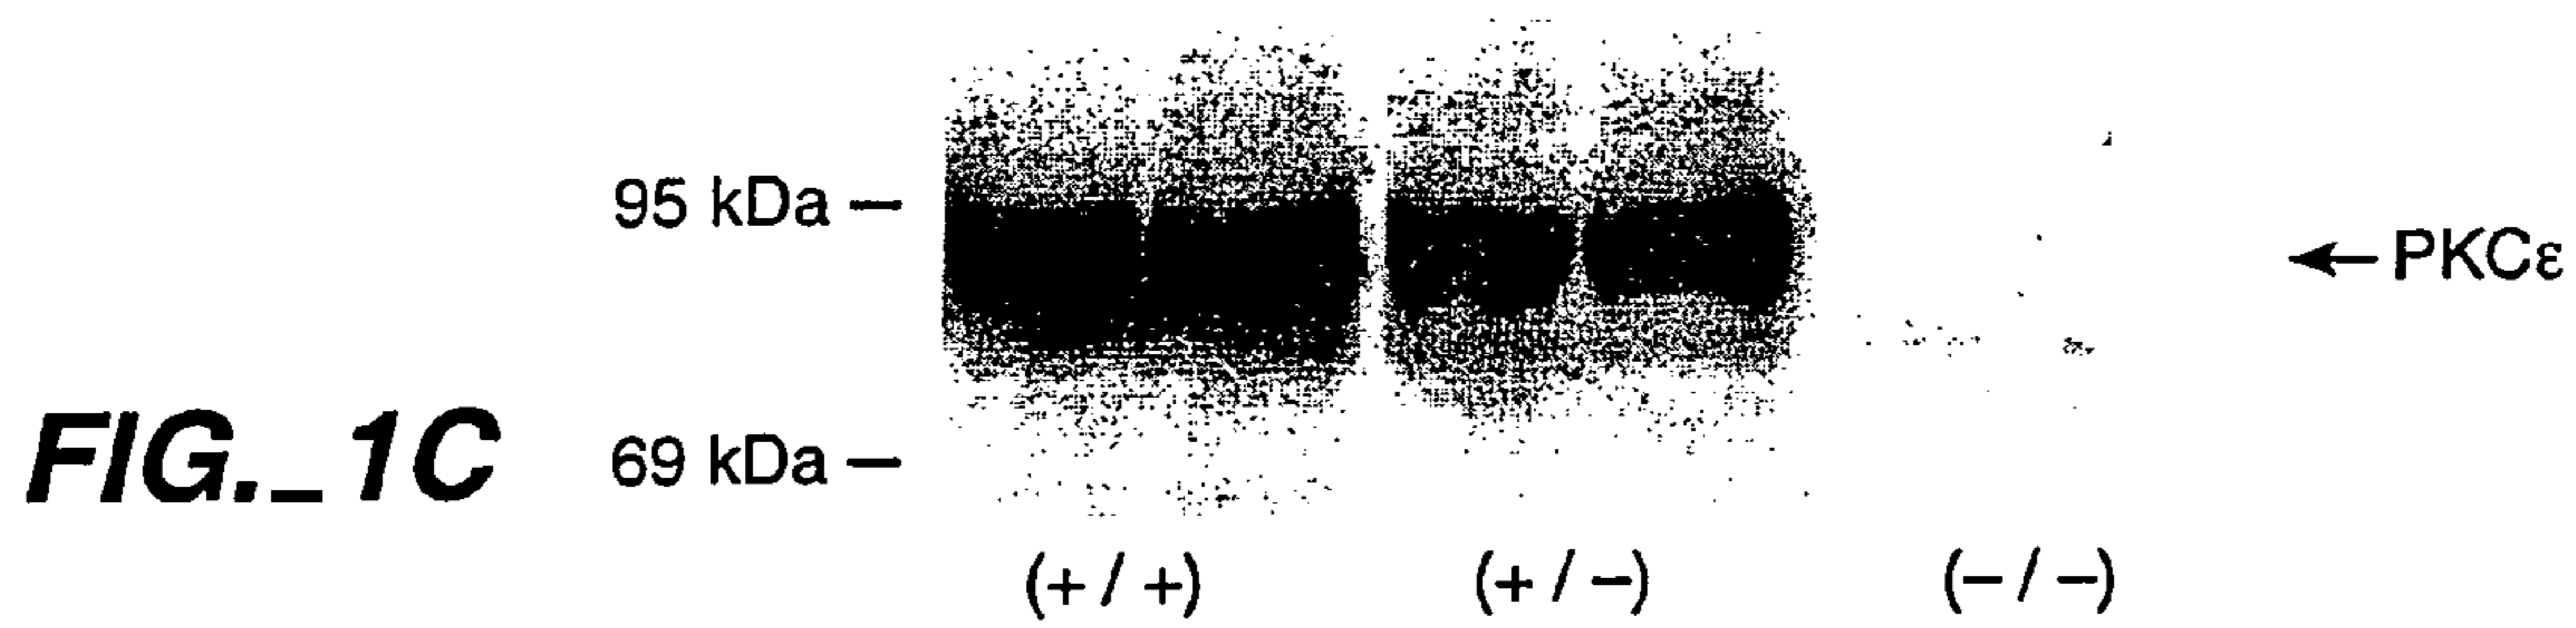 95 kDa —
← PKCε
FIG._1C
69 kDa —
(+ / +) (+ / −) (− / −)